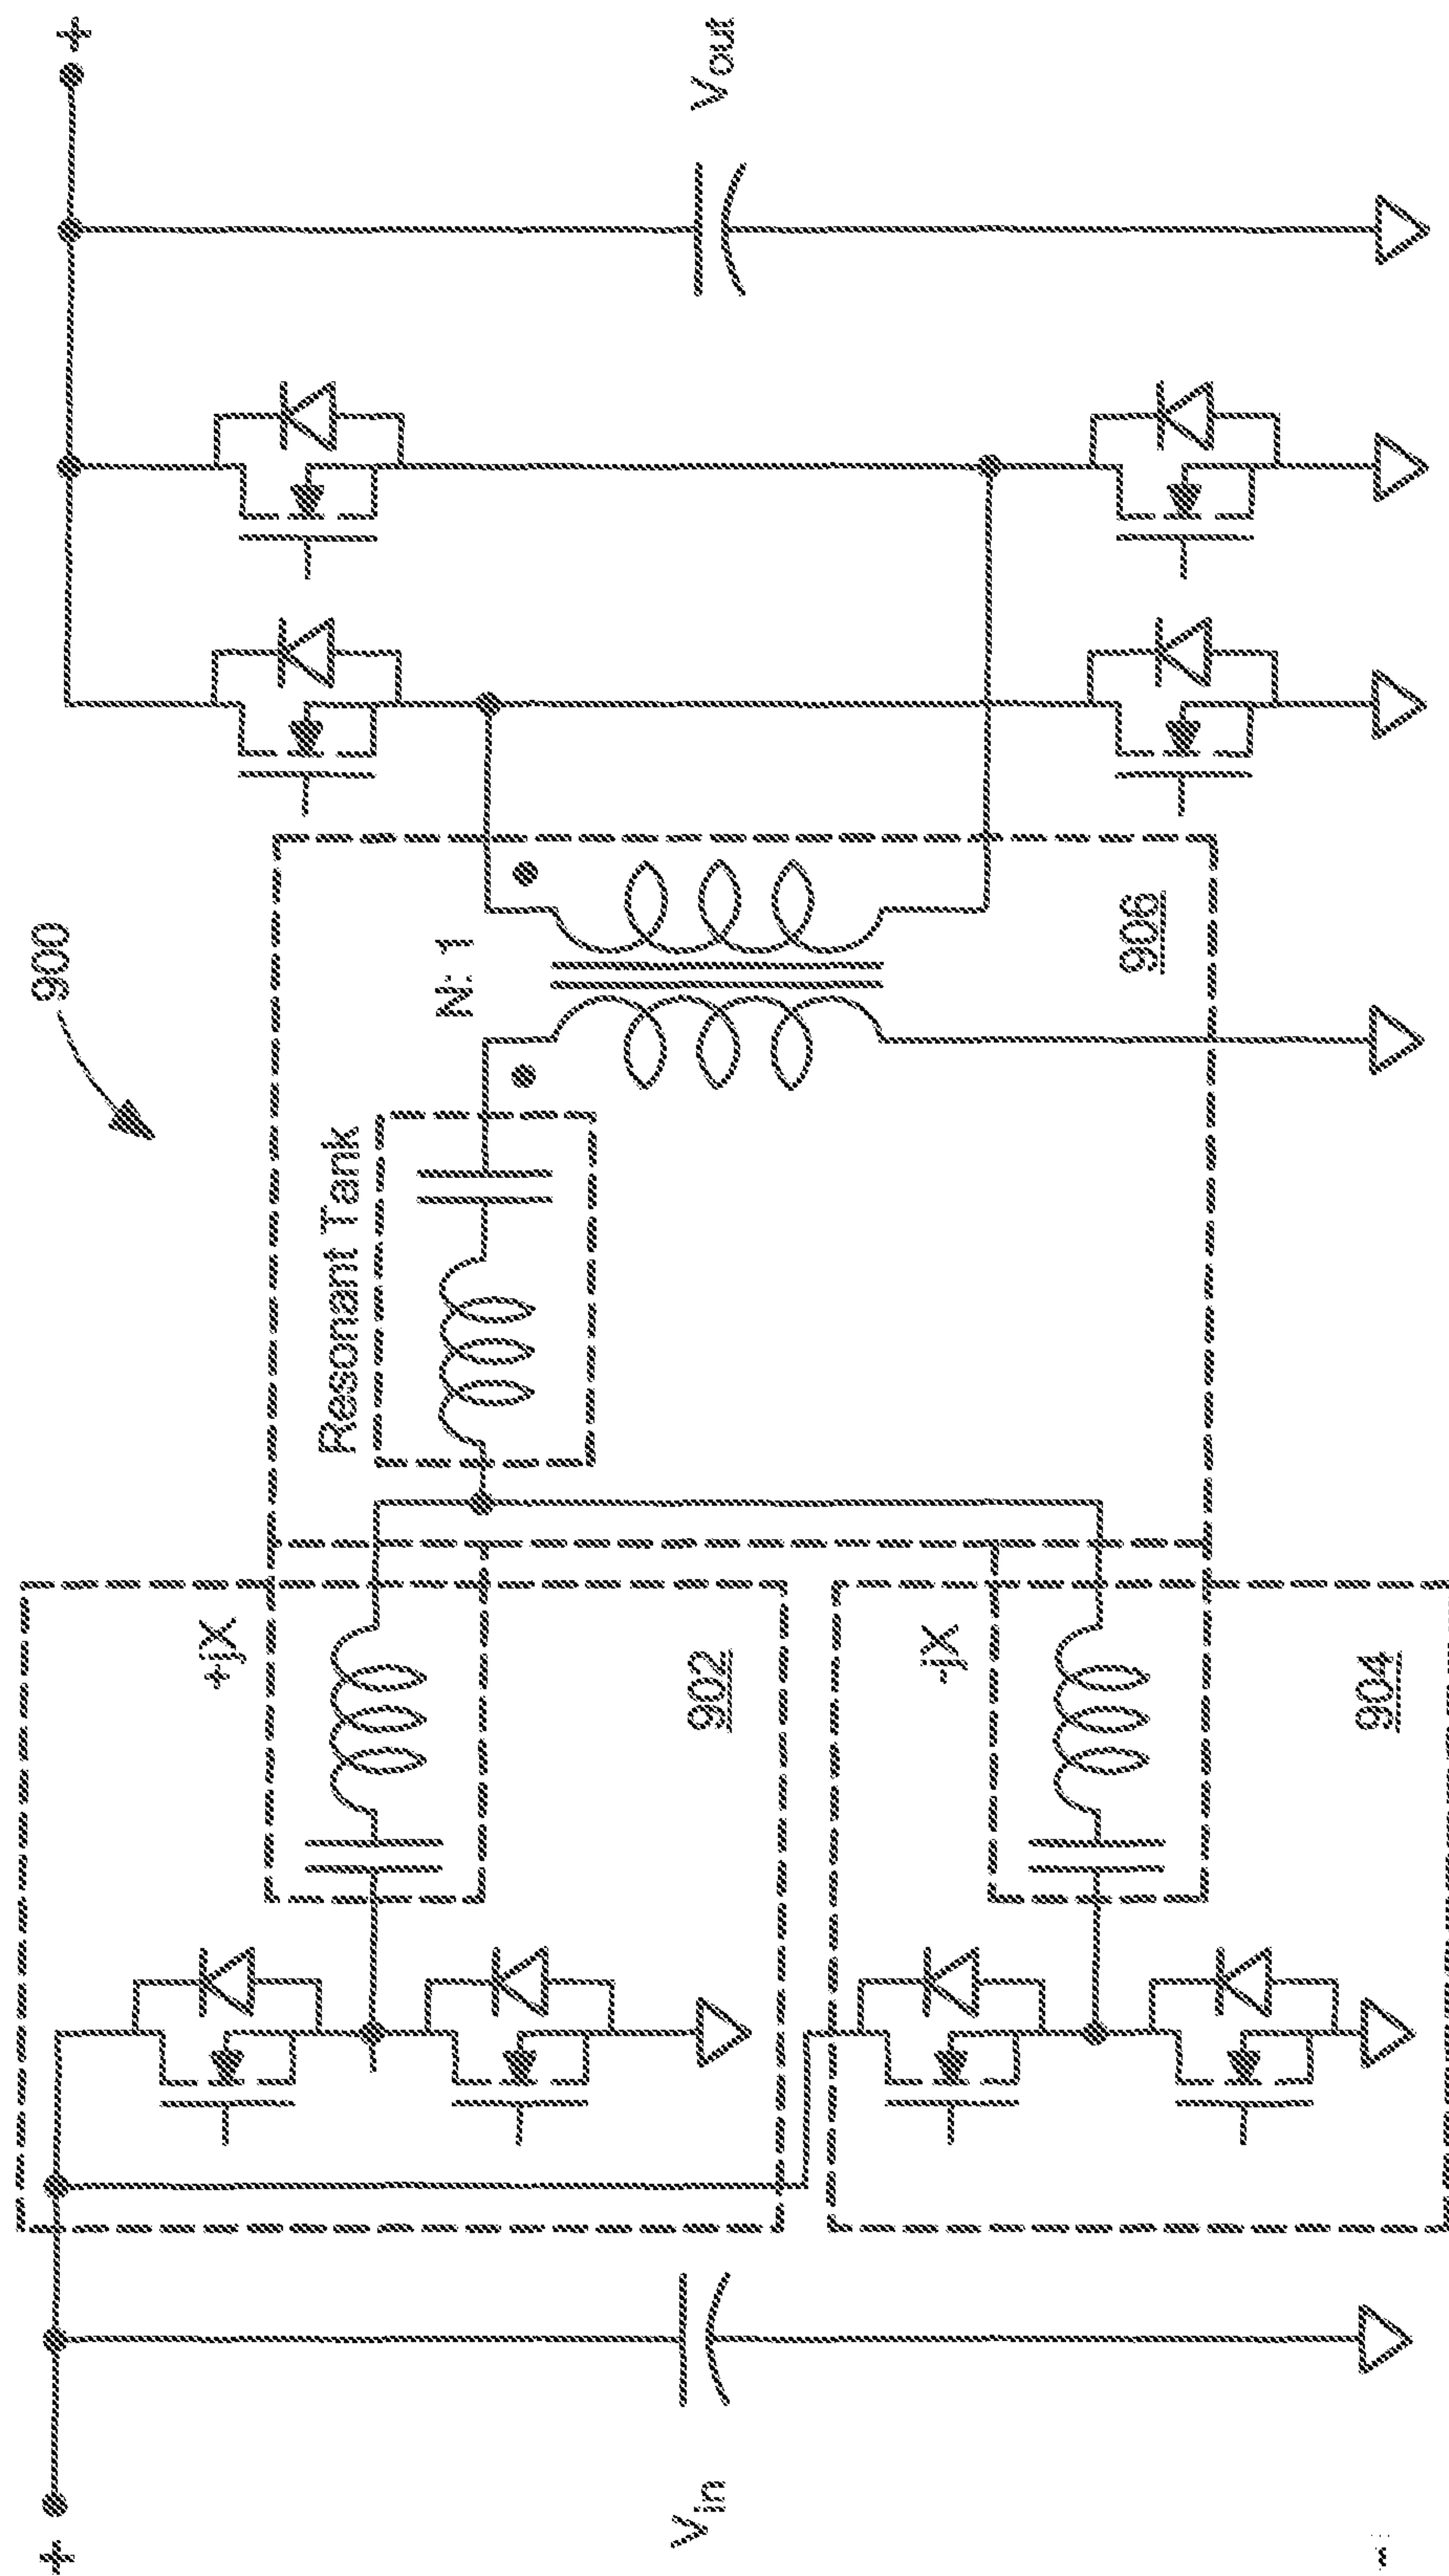 900
+
+
+jX
Resonant Tank
N: 1
902
Vin
Vout
-jX
906
904
-